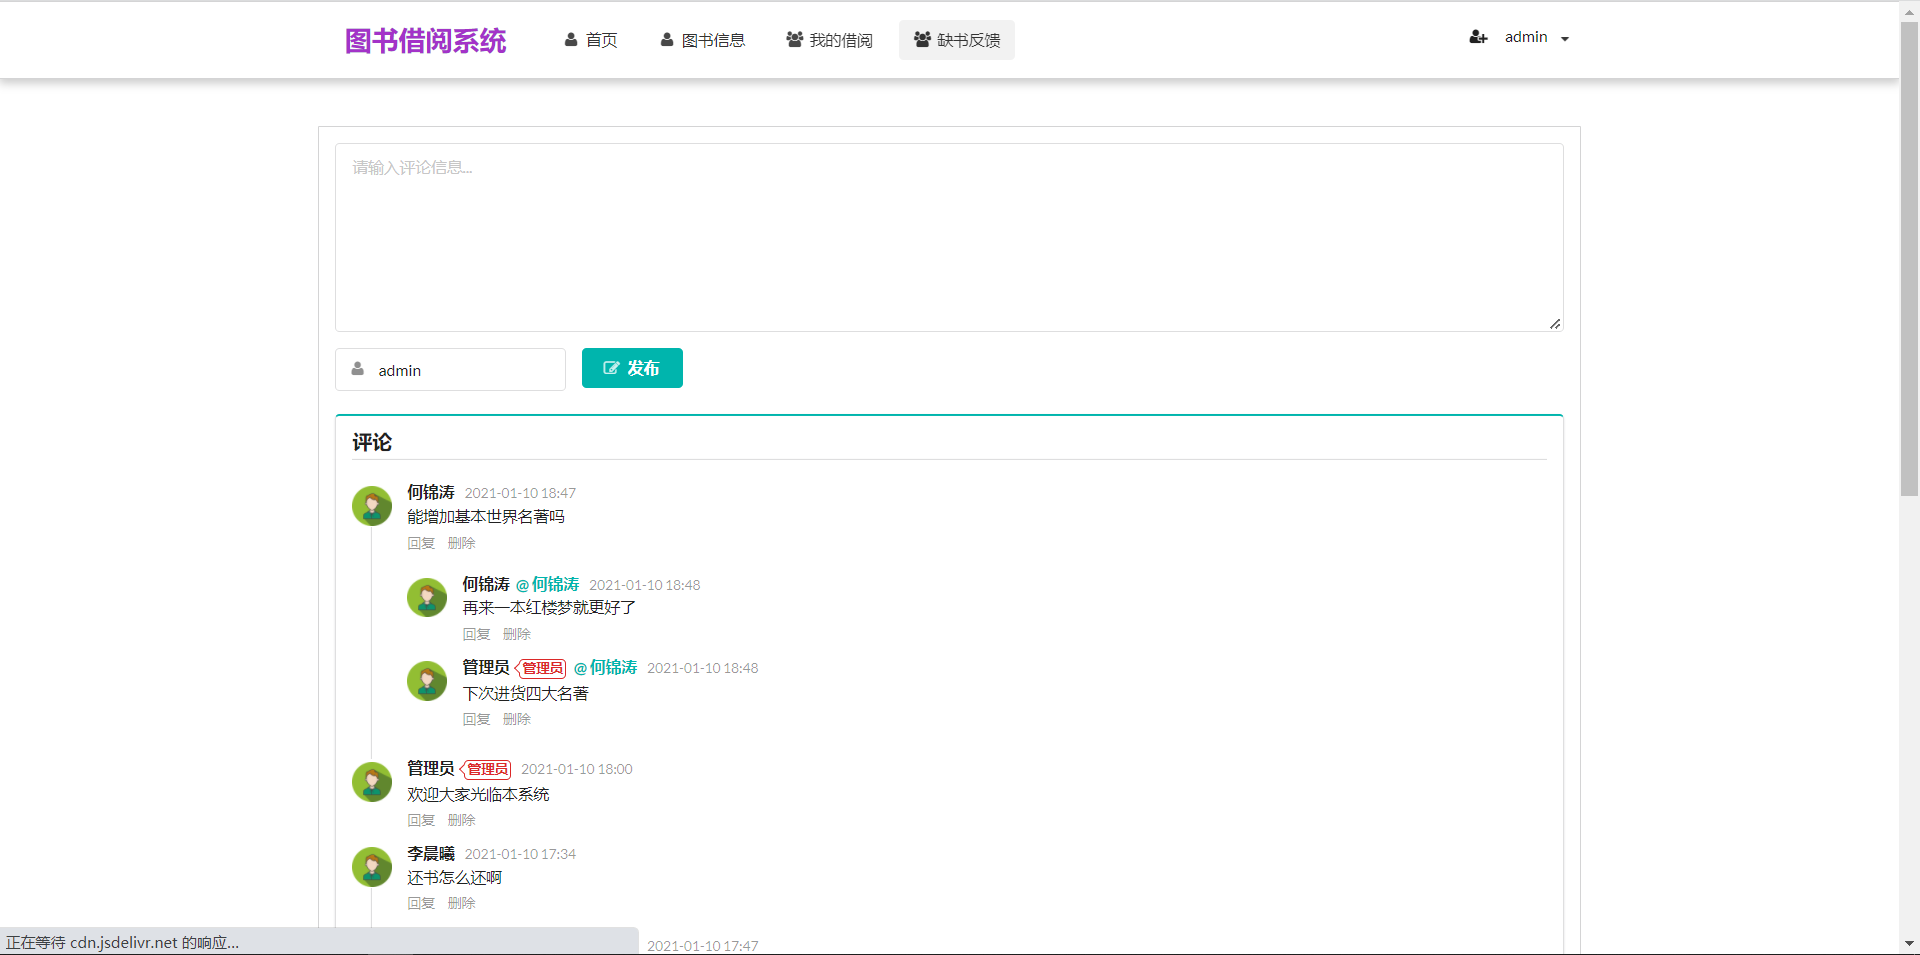 图书借阅系统 首页 图书信息 我的借阅 缺书反馈 admin
请输入评论信息...
admin 发布
评论
何锦涛 2021-01-10 18:47
能增加基本世界名著吗
回复 删除
何锦涛 @何锦涛 2021-01-10 18:48
再来一本红楼梦就更好了
回复 删除
管理员 管理员 @何锦涛 2021-01-10 18:48
下次进货四大名著
回复 删除
管理员 管理员 2021-01-10 18:00
欢迎大家光临本系统
回复 删除
李晨曦 2021-01-10 17:34
还书怎么还啊
回复 删除
2021-01-10 17:47
正在等待 cdn.jsdelivr.net 的响应...